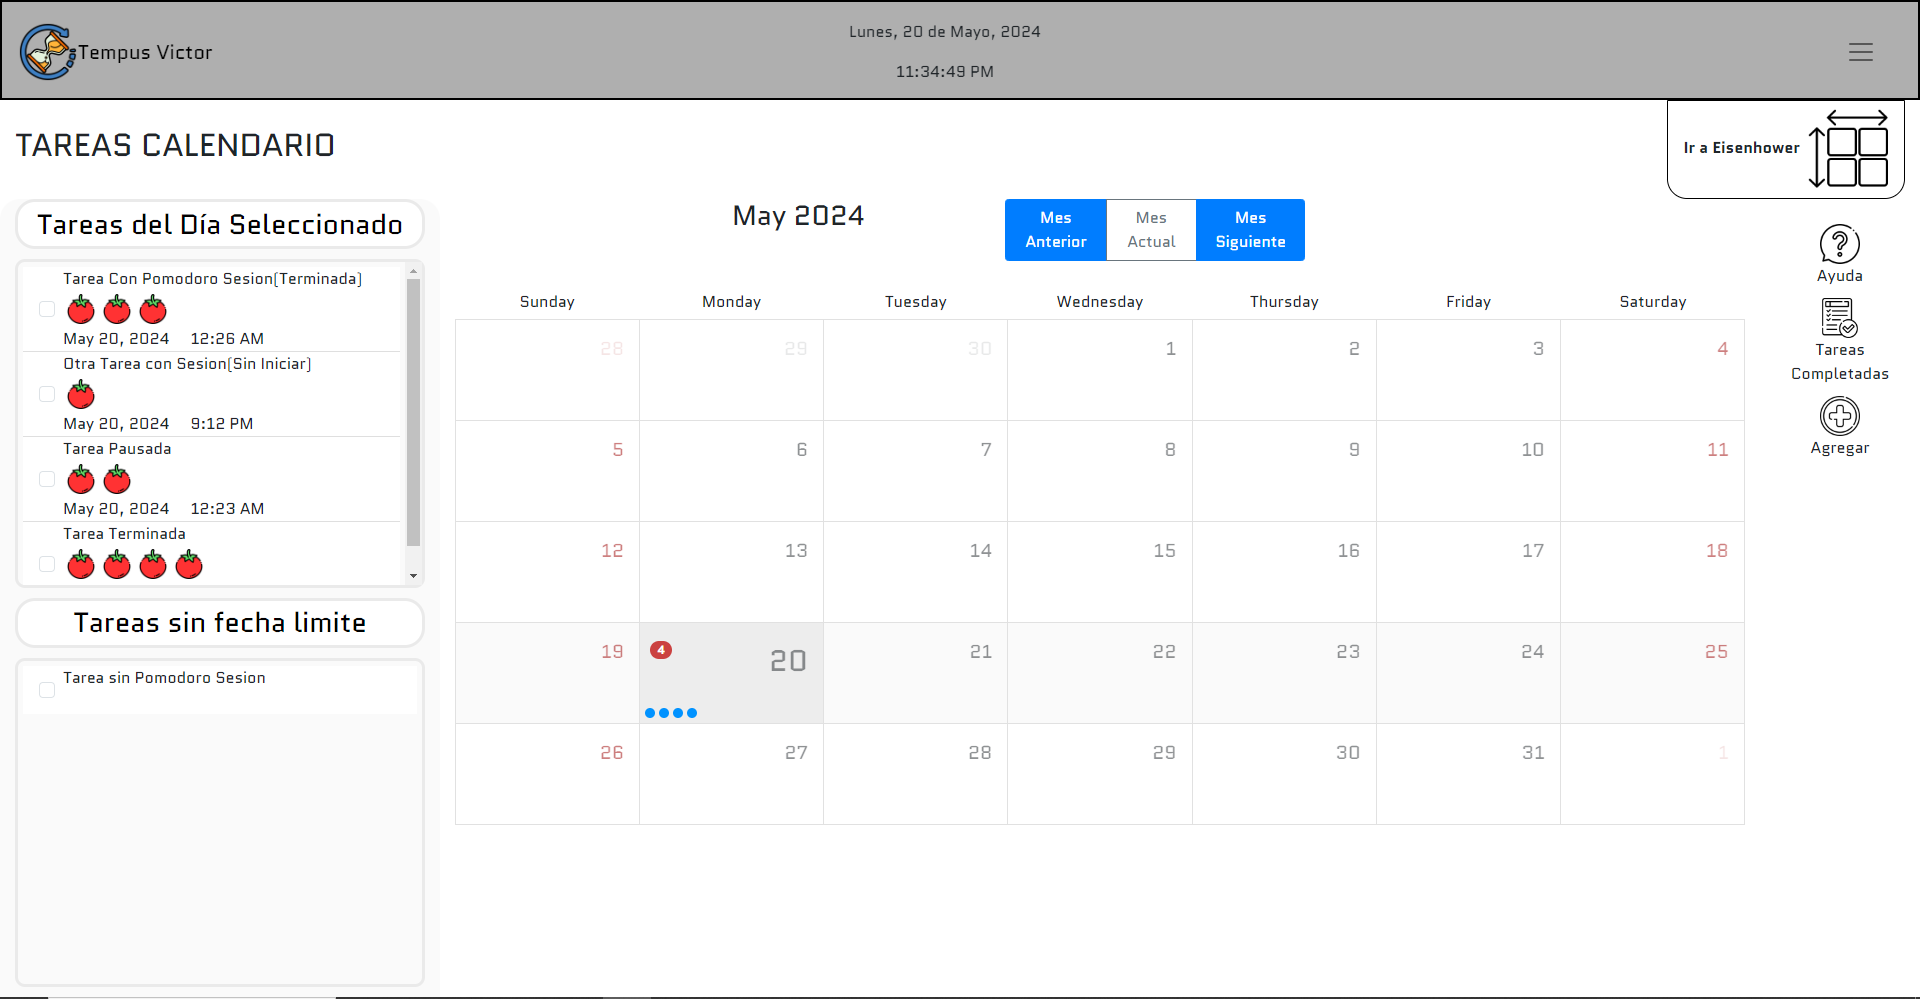 Tempus Victor
Lunes, 20 de Mayo, 2024
11:34:49 PM
TAREAS CALENDARIO
Ir a Eisenhower
Tareas del Día Seleccionado
Tarea Con Pomodoro Sesion(Terminada)
May 20, 2024 12:26 AM
Otra Tarea con Sesion(Sin Iniciar)
May 20, 2024 9:12 PM
Tarea Pausada
May 20, 2024 12:23 AM
Tarea Terminada
Tareas sin fecha limite
Tarea sin Pomodoro Sesion
May 2024
Mes
Anterior
Mes
Actual
Mes
Siguiente
Sunday Monday Tuesday Wednesday Thursday Friday Saturday
28 29 30 1 2 3 4
5 6 7 8 9 10 11
12 13 14 15 16 17 18
19 4 20 21 22 23 24 25
26 27 28 29 30 31 1
Ayuda
Tareas
Completadas
Agregar